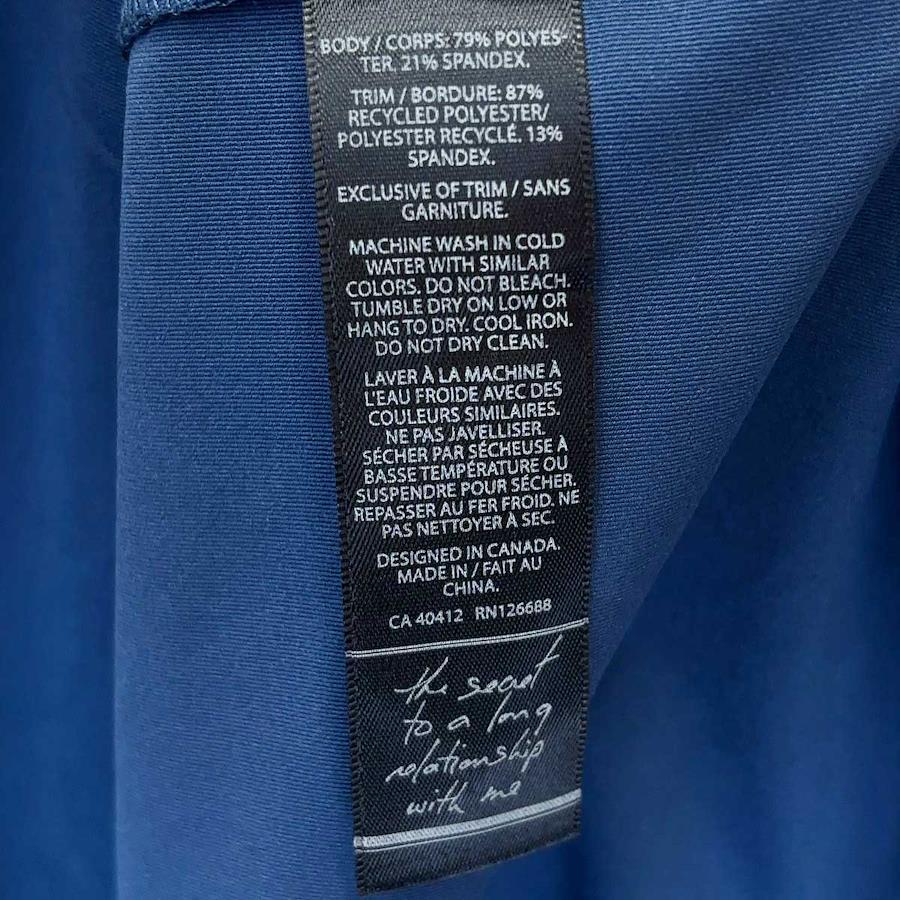 BODY / CORPS: 79% POLYES-
TER. 21% SPANDEX.
TRIM / BORDURE: 87%
RECYCLED POLYESTER/
POLYESTER RECYCLÉ. 13%
SPANDEX.
EXCLUSIVE OF TRIM / SANS
GARNITURE.
MACHINE WASH IN COLD
WATER WITH SIMILAR
COLORS. DO NOT BLEACH.
TUMBLE DRY ON LOW OR
HANG TO DRY. COOL IRON.
DO NOT DRY CLEAN.
LAVER À LA MACHINE À
L'EAU FROIDE AVEC DES
COULEURS SIMILAIRES.
NE PAS JAVELLISER.
SÉCHER PAR SÉCHEUSE À
BASSE TEMPÉRATURE OU
SUSPENDRE POUR SÉCHER.
REPASSER AU FER FROID. NE
PAS NETTOYER À SEC.
DESIGNED IN CANADA.
MADE IN / FAIT AU
CHINA.
CA 40412 RN126688
the secret
to a long
relationship
with me